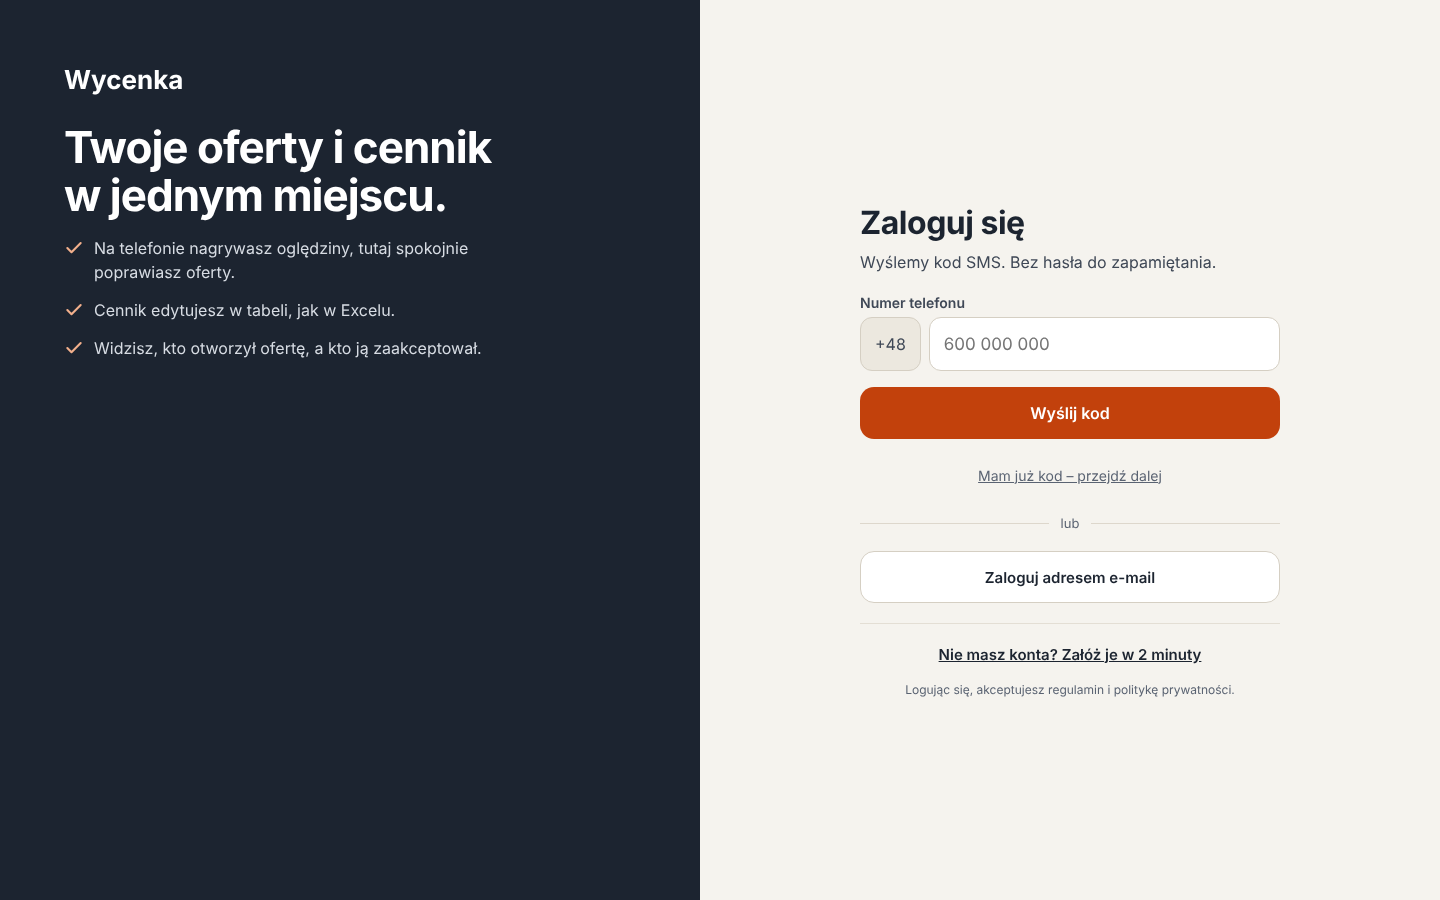 Wycenka
Twoje oferty i cennik
w jednym miejscu.
Na telefonie nagrywasz oględziny, tutaj spokojnie
poprawiasz oferty.
Cennik edytujesz w tabeli, jak w Excelu.
Widzisz, kto otworzył ofertę, a kto ją zaakceptował.
Zaloguj się
Wyślemy kod SMS. Bez hasła do zapamiętania.
Numer telefonu
+48 600 000 000
Wyślij kod
Mam już kod – przejdź dalej
lub
Zaloguj adresem e-mail
Nie masz konta? Załóż je w 2 minuty
Logując się, akceptujesz regulamin i politykę prywatności.